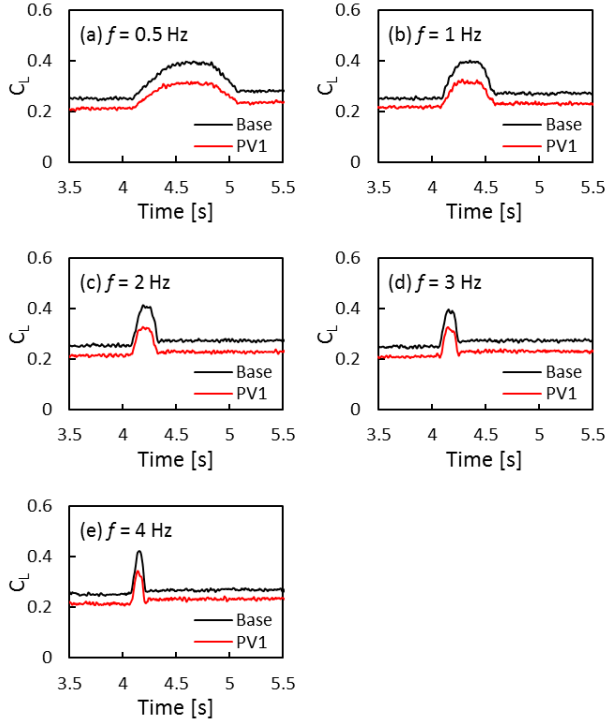 (a) f = 0.5 Hz
0.6
0.4
0.2
0
C_L
Base
PV1
3.5 4 4.5 5 5.5
Time [s]
(b) f = 1 Hz
0.6
0.4
0.2
0
C_L
Base
PV1
3.5 4 4.5 5 5.5
Time [s]
(c) f = 2 Hz
0.6
0.4
0.2
0
C_L
Base
PV1
3.5 4 4.5 5 5.5
Time [s]
(d) f = 3 Hz
0.6
0.4
0.2
0
C_L
Base
PV1
3.5 4 4.5 5 5.5
Time [s]
(e) f = 4 Hz
0.6
0.4
0.2
0
C_L
Base
PV1
3.5 4 4.5 5 5.5
Time [s]